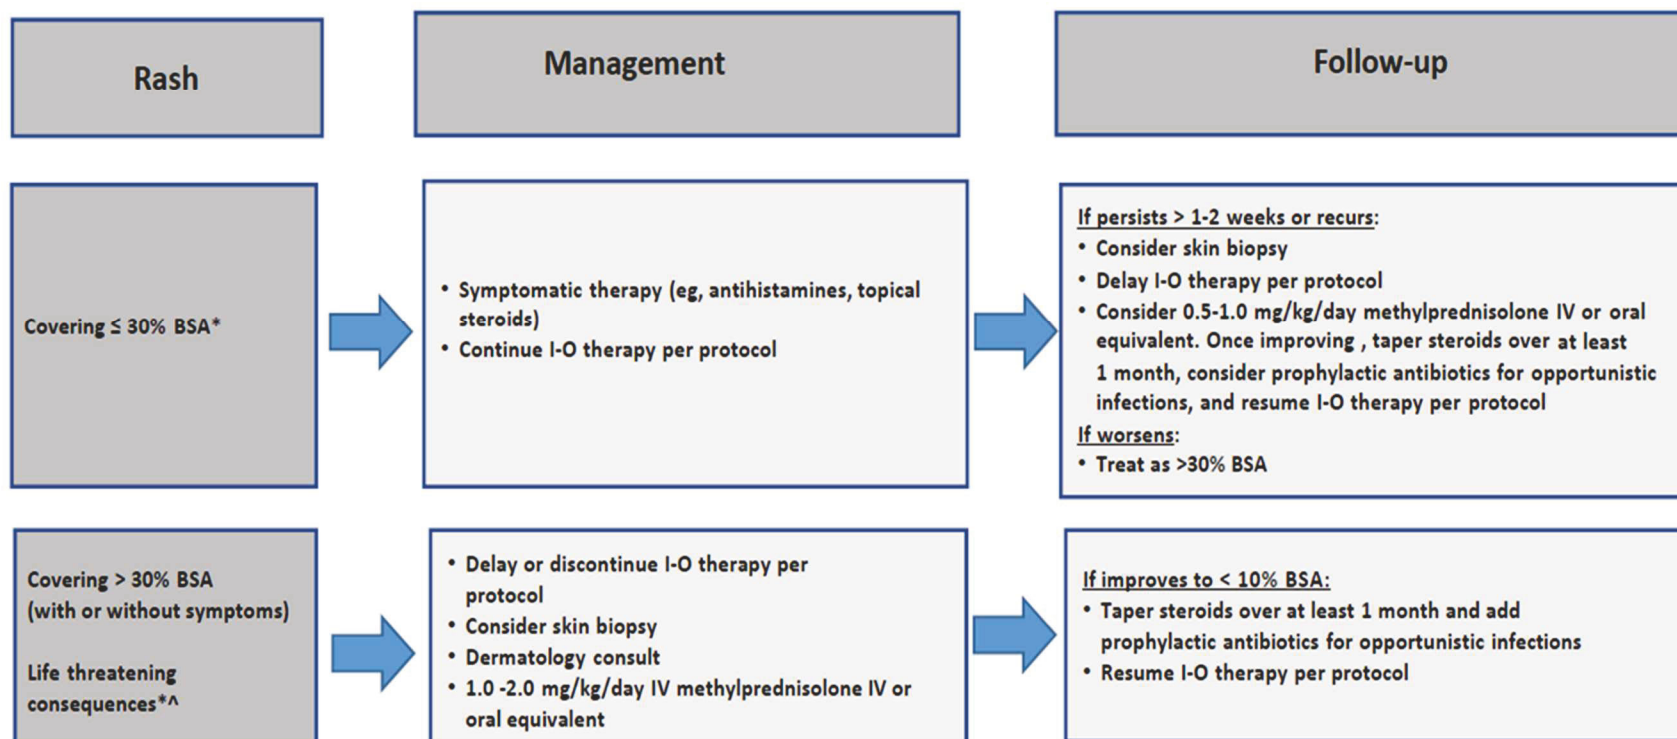 Rash
Management
Follow-up
Covering ≤ 30% BSA*
• Symptomatic therapy (eg, antihistamines, topical
steroids)
• Continue I-O therapy per protocol
If persists > 1-2 weeks or recurs:
• Consider skin biopsy
• Delay I-O therapy per protocol
• Consider 0.5-1.0 mg/kg/day methylprednisolone IV or oral
equivalent. Once improving , taper steroids over at least
1 month, consider prophylactic antibiotics for opportunistic
infections, and resume I-O therapy per protocol
If worsens:
• Treat as >30% BSA
Covering > 30% BSA
(with or without symptoms)
Life threatening
consequences*^
• Delay or discontinue I-O therapy per
protocol
• Consider skin biopsy
• Dermatology consult
• 1.0 -2.0 mg/kg/day IV methylprednisolone IV or
oral equivalent
If improves to < 10% BSA:
• Taper steroids over at least 1 month and add
prophylactic antibiotics for opportunistic infections
• Resume I-O therapy per protocol